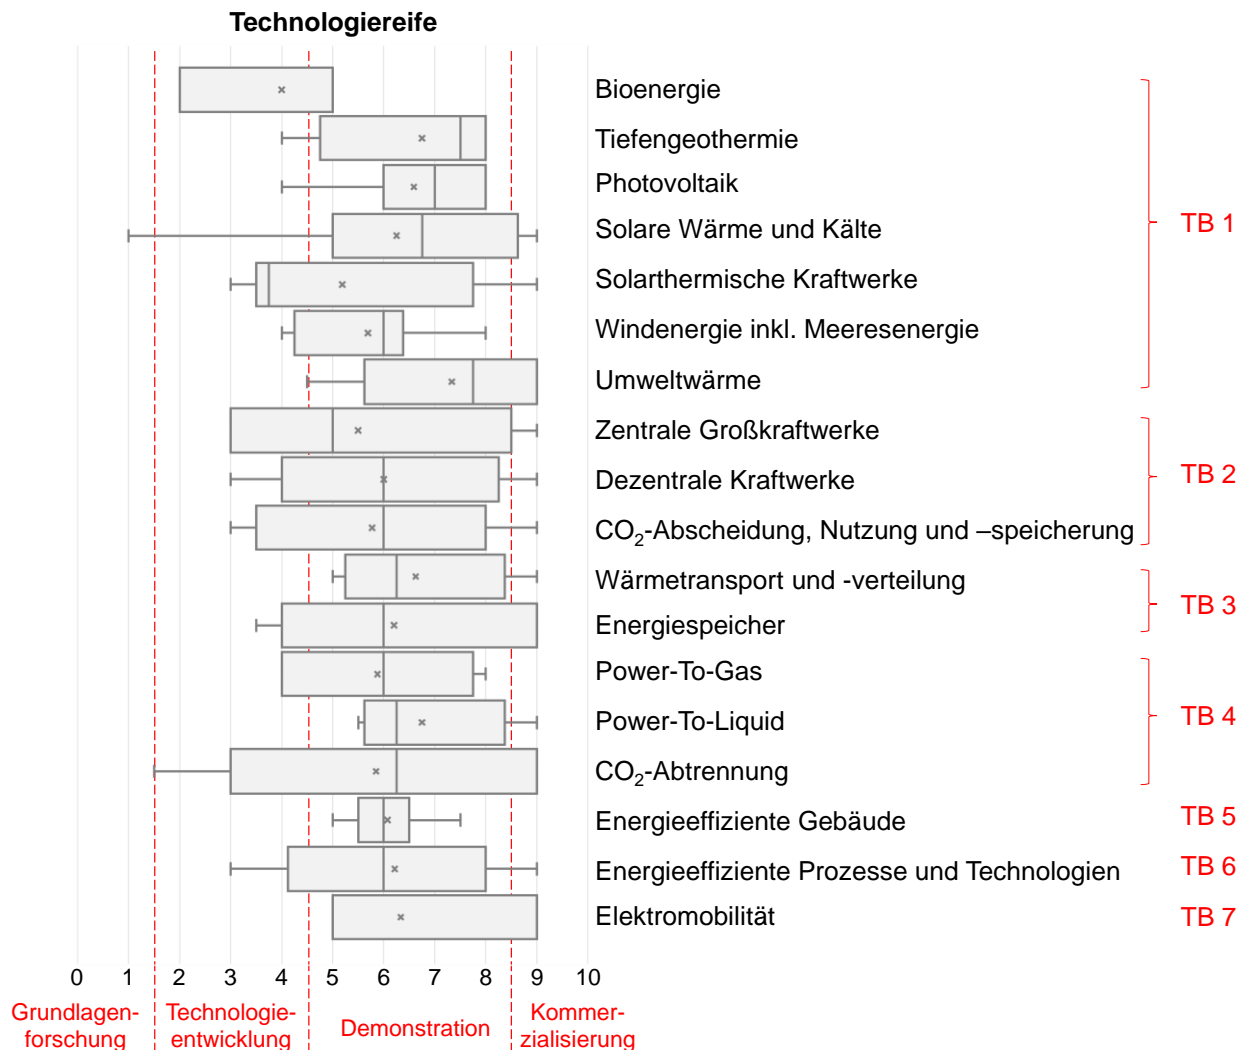 Technologiereife
Bioenergie
Tiefengeothermie
Photovoltaik
Solare Wärme und Kälte
TB 1
Solarthermische Kraftwerke
Windenergie inkl. Meeresenergie
Umweltwärme
Zentrale Großkraftwerke
Dezentrale Kraftwerke
TB 2
CO₂-Abscheidung, Nutzung und –speicherung
Wärmetransport und -verteilung
TB 3
Energiespeicher
Power-To-Gas
Power-To-Liquid
TB 4
CO₂-Abtrennung
Energieeffiziente Gebäude
TB 5
Energieeffiziente Prozesse und Technologien
TB 6
Elektromobilität
TB 7
0 1 2 3 4 5 6 7 8 9 10
Grundlagen-
forschung
Technologie-
entwicklung
Demonstration
Kommer-
zialisierung